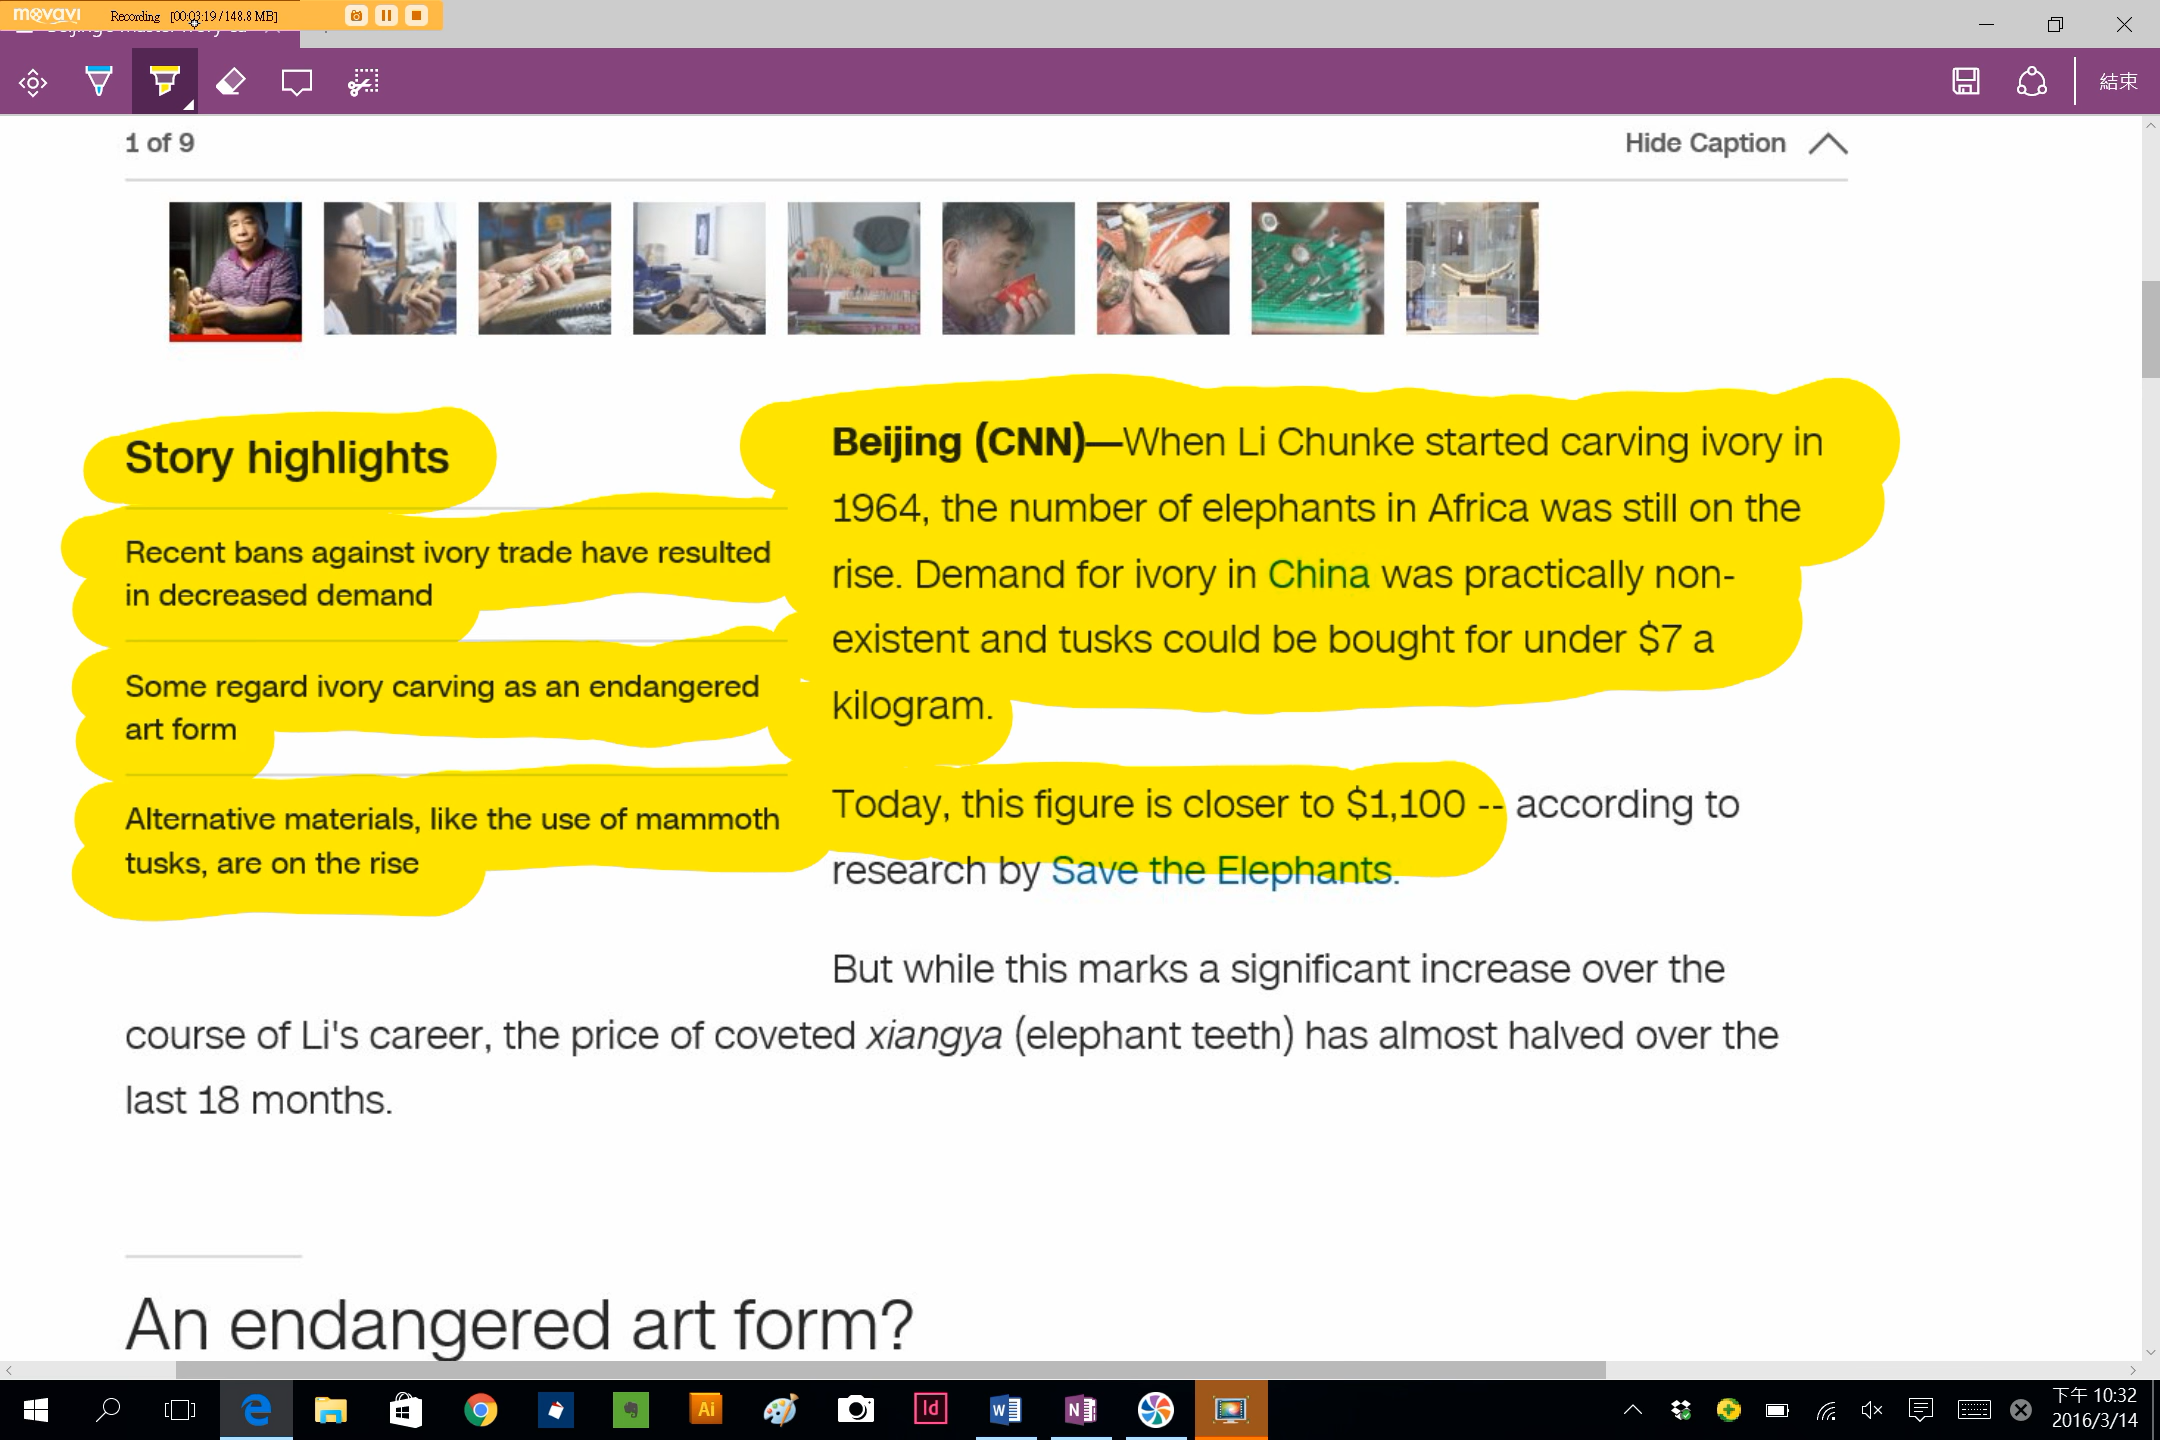 movavi
Recording [00:03:19 / 148.8 MB]
結束
1 of 9
Hide Caption
Story highlights
Recent bans against ivory trade have resulted
in decreased demand
Some regard ivory carving as an endangered
art form
Alternative materials, like the use of mammoth
tusks, are on the rise
Beijing (CNN)—When Li Chunke started carving ivory in
1964, the number of elephants in Africa was still on the
rise. Demand for ivory in China was practically non-
existent and tusks could be bought for under $7 a
kilogram.
Today, this figure is closer to $1,100 -- according to
research by Save the Elephants.
But while this marks a significant increase over the
course of Li's career, the price of coveted xiangya (elephant teeth) has almost halved over the
last 18 months.
An endangered art form?
Ai
Id
W
N
下午 10:32
2016/3/14